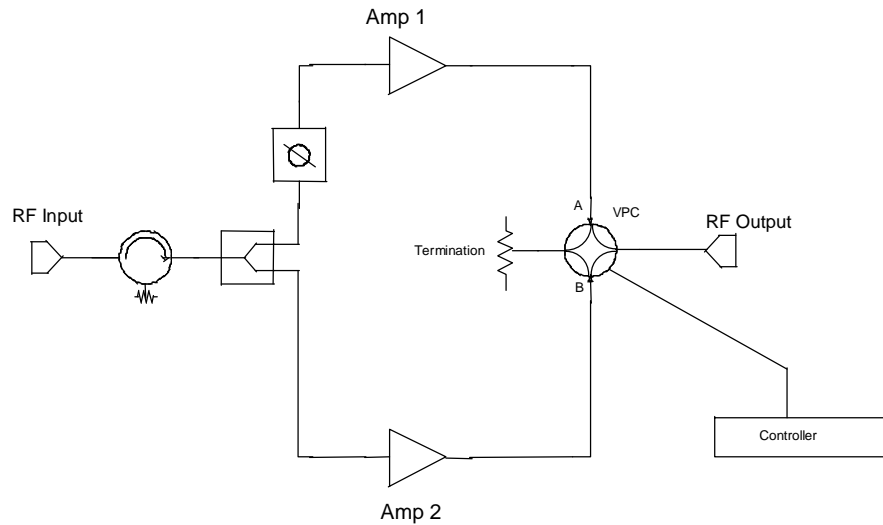 Amp 1
RF Input
A
VPC
RF Output
Termination
B
Controller
Amp 2